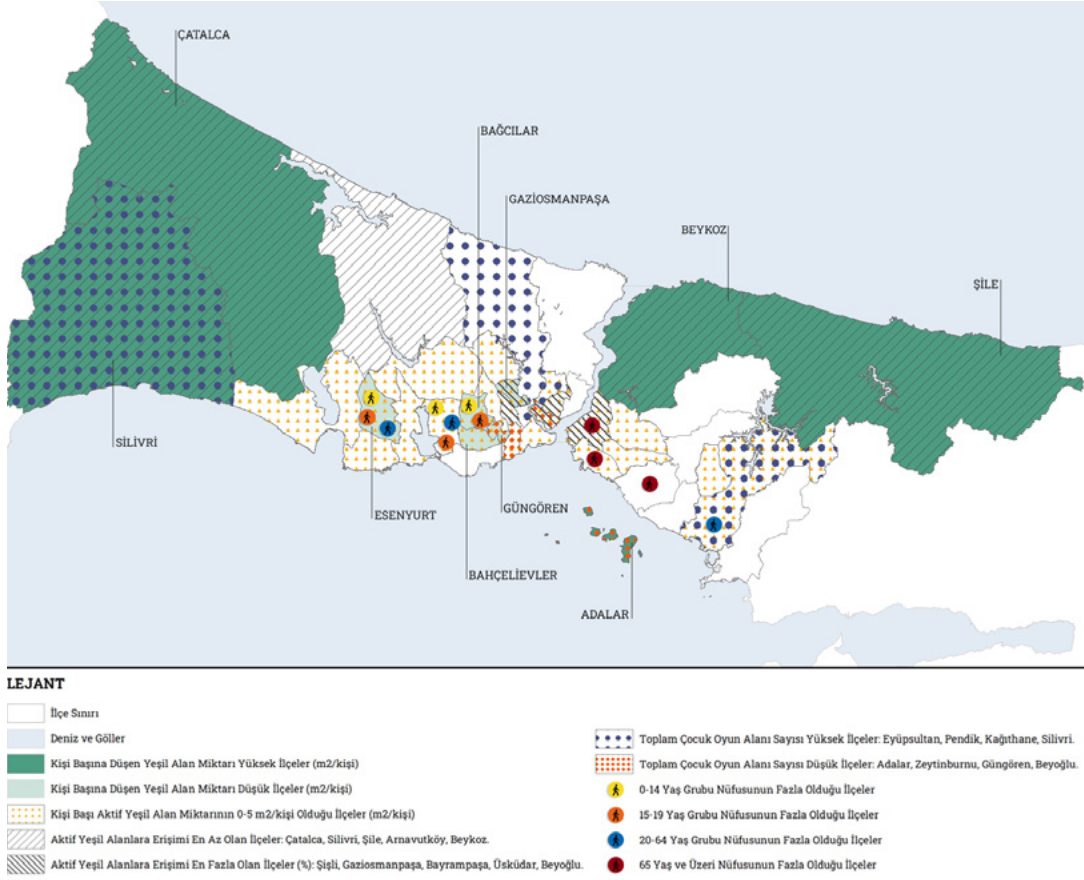 ÇATALCA
BAĞCILAR
GAZİOSMANPAŞA
BEYKOZ
ŞİLE
SİLİVRİ
ESENYURT
GÜNGÖREN
BAHÇELİEVLER
ADALAR
LEJANT
İlçe Sınırı
Deniz ve Göller
Kişi Başına Düşen Yeşil Alan Miktarı Yüksek İlçeler (m2/kişi)
Kişi Başına Düşen Yeşil Alan Miktarı Düşük İlçeler (m2/kişi)
Kişi Başı Aktif Yeşil Alan Miktarının 0-5 m2/kişi Olduğu İlçeler (m2/kişi)
Aktif Yeşil Alanlara Erişimi En Az Olan İlçeler: Çatalca, Silivri, Şile, Arnavutköy, Beykoz.
Aktif Yeşil Alanlara Erişimi En Fazla Olan İlçeler (%): Şişli, Gaziosmanpaşa, Bayrampaşa, Üsküdar, Beyoğlu.
Toplam Çocuk Oyun Alanı Sayısı Yüksek İlçeler: Eyüpsultan, Pendik, Kağıthane, Silivri.
Toplam Çocuk Oyun Alanı Sayısı Düşük İlçeler: Adalar, Zeytinburnu, Güngören, Beyoğlu.
0-14 Yaş Grubu Nüfusunun Fazla Olduğu İlçeler
15-19 Yaş Grubu Nüfusunun Fazla Olduğu İlçeler
20-64 Yaş Grubu Nüfusunun Fazla Olduğu İlçeler
65 Yaş ve Üzeri Nüfusunun Fazla Olduğu İlçeler